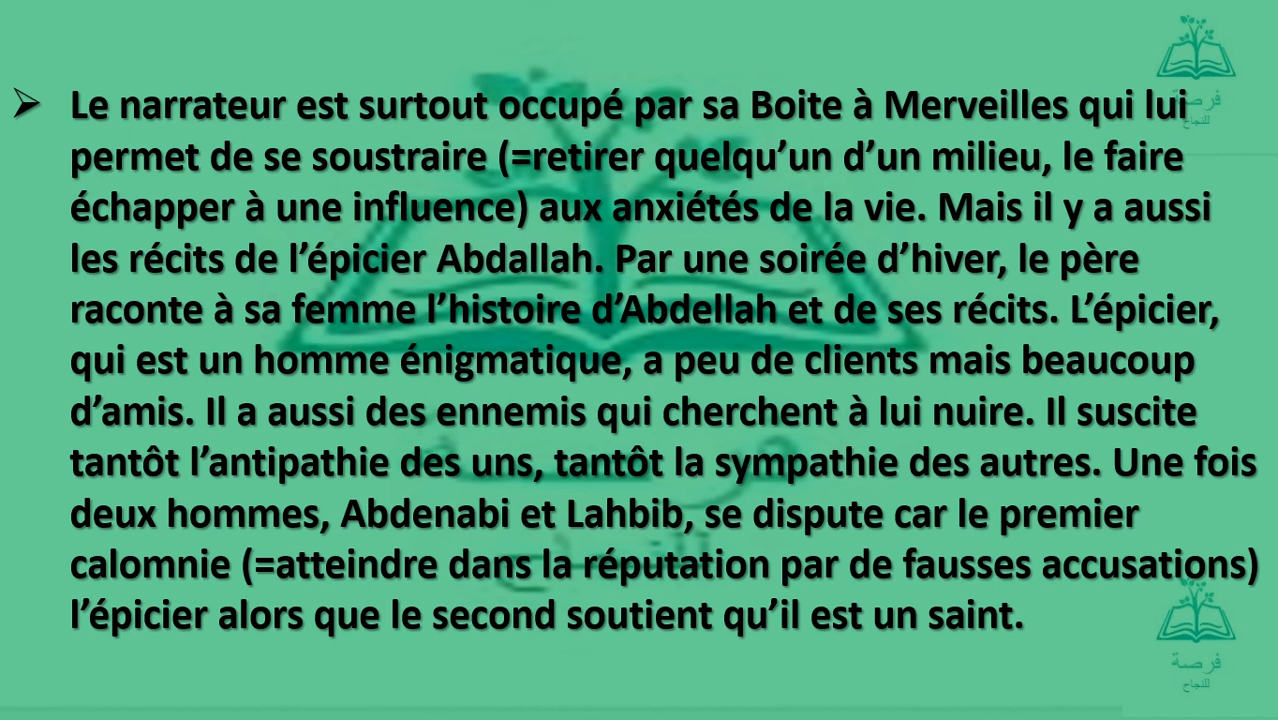 ➢ Le narrateur est surtout occupé par sa Boite à Merveilles qui lui
permet de se soustraire (=retirer quelqu’un d’un milieu, le faire
échapper à une influence) aux anxiétés de la vie. Mais il y a aussi
les récits de l’épicier Abdallah. Par une soirée d’hiver, le père
raconte à sa femme l’histoire d’Abdellah et de ses récits. L’épicier,
qui est un homme énigmatique, a peu de clients mais beaucoup
d’amis. Il a aussi des ennemis qui cherchent à lui nuire. Il suscite
tantôt l’antipathie des uns, tantôt la sympathie des autres. Une fois
deux hommes, Abdenabi et Lahbib, se dispute car le premier
calomnie (=atteindre dans la réputation par de fausses accusations)
l’épicier alors que le second soutient qu’il est un saint.
فرصة
للنجاح
فرصة
للنجاح
فرصة
للنجاح